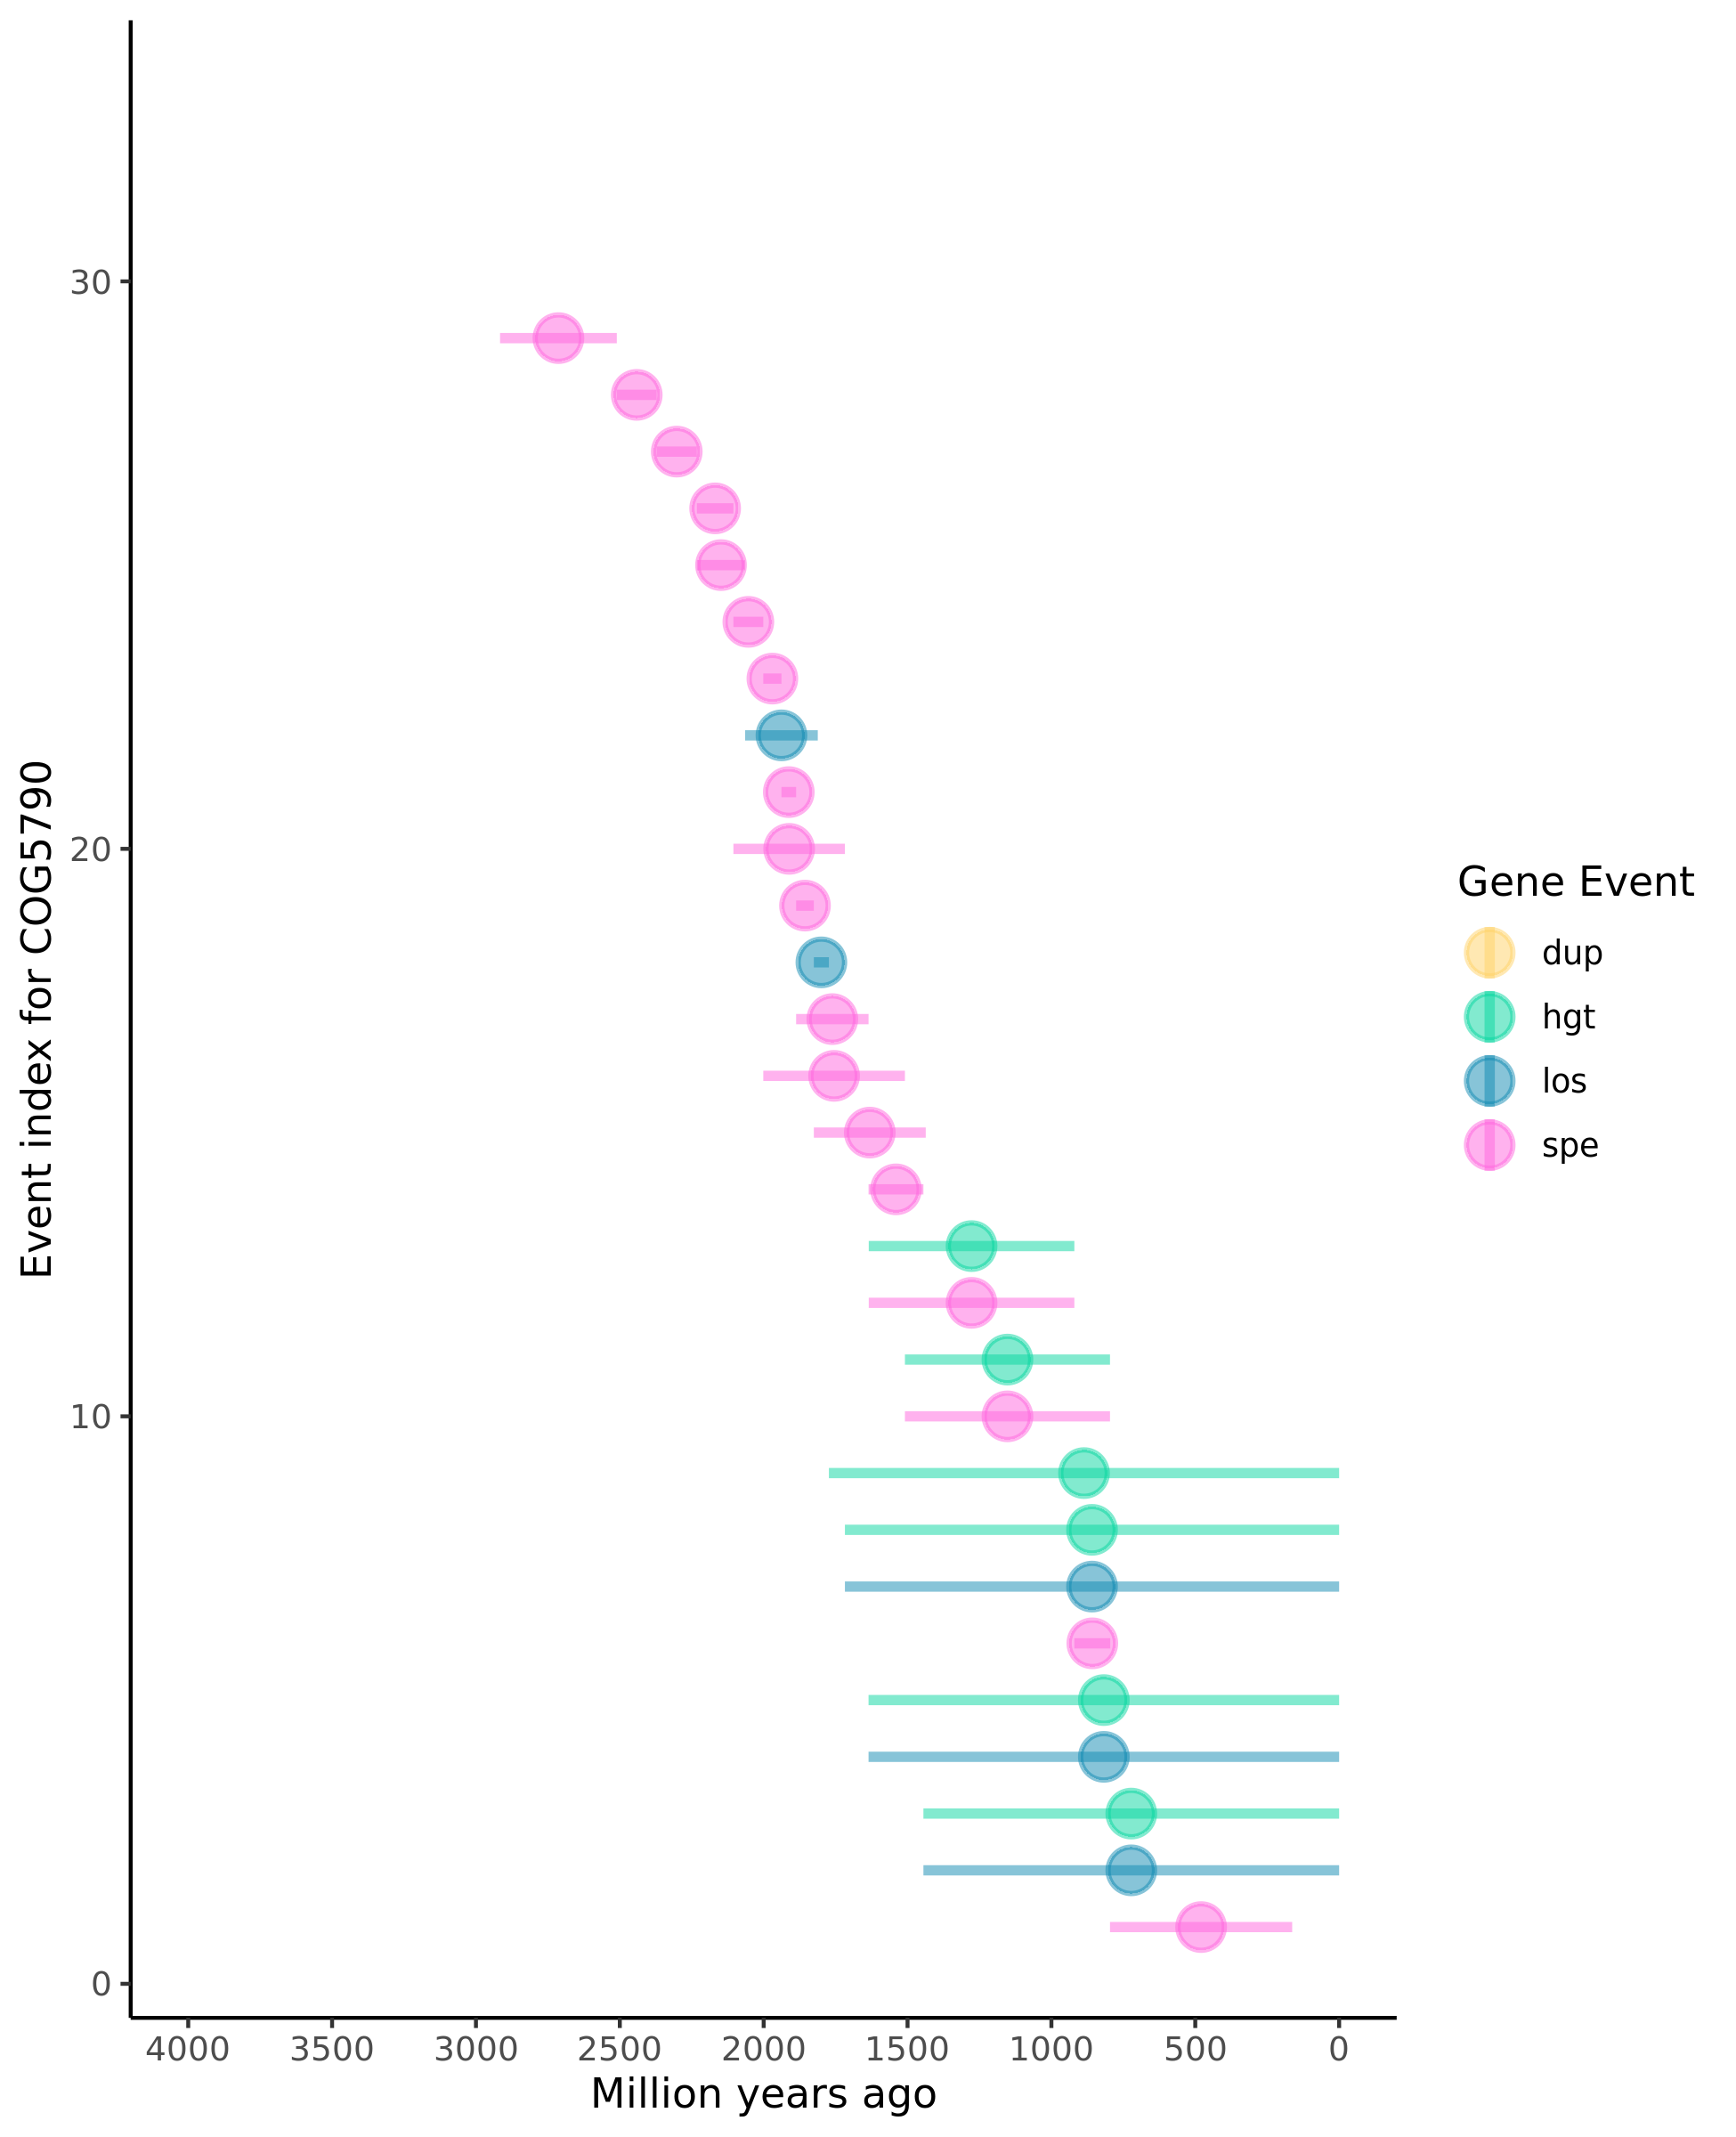 30
20
10
0
Event index for COG5790
4000 3500 3000 2500 2000 1500 1000 500 0
Million years ago
Gene Event
dup
hgt
los
spe